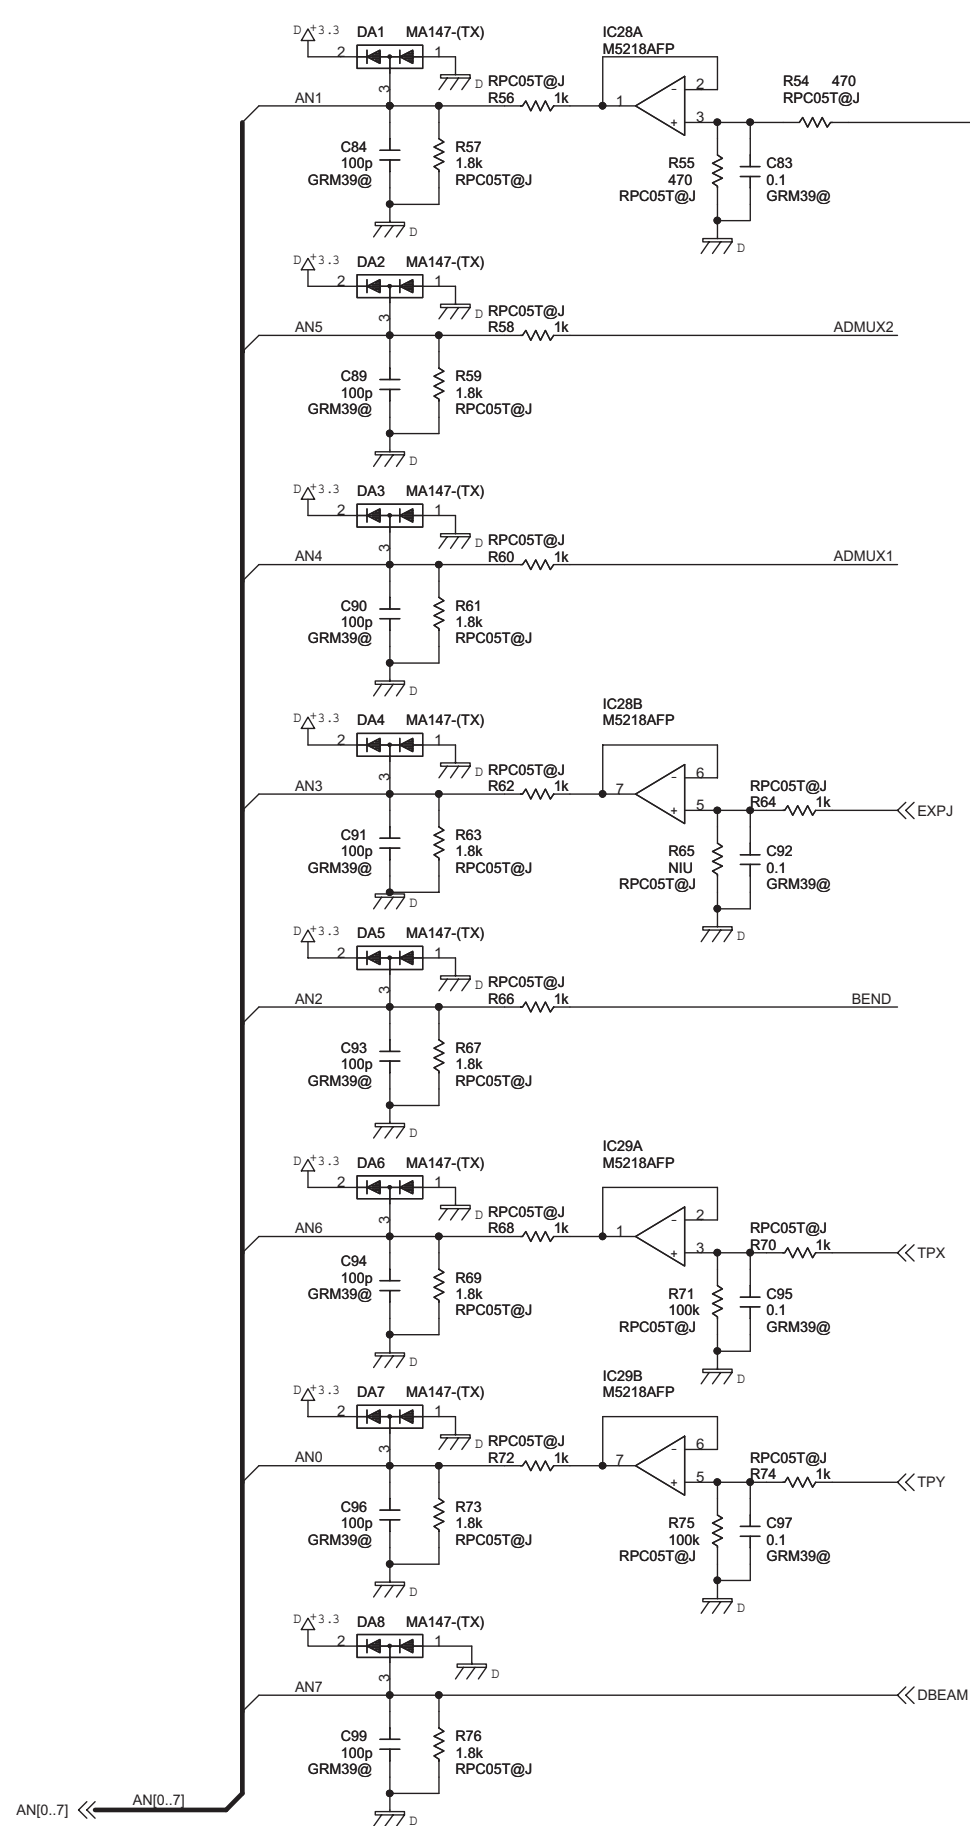 D +3.3 DA1 MA147-(TX) IC28A
2 1 M5218AFP
3 D RPC05T@J 2 R54 470
AN1 R56 1k 1 - RPC05T@J
+ 3
C84 R57 R55 C83
100p 1.8k 470 0.1
GRM39@ RPC05T@J RPC05T@J GRM39@
D D
D +3.3 DA2 MA147-(TX)
2 1
3 D RPC05T@J
AN5 R58 1k ADMUX2
C89 R59
100p 1.8k
GRM39@ RPC05T@J
D
D +3.3 DA3 MA147-(TX)
2 1
3 D RPC05T@J
AN4 R60 1k ADMUX1
C90 R61
100p 1.8k
GRM39@ RPC05T@J
D
IC28B
D +3.3 DA4 MA147-(TX) M5218AFP
2 1
3 D RPC05T@J - 6 RPC05T@J
AN3 R62 1k 7 R64 1k
+ 5 EXPJ
C91 R63 R65 C92
100p 1.8k NIU 0.1
GRM39@ RPC05T@J RPC05T@J GRM39@
D D
D +3.3 DA5 MA147-(TX)
2 1
3 D RPC05T@J
AN2 R66 1k BEND
C93 R67
100p 1.8k
GRM39@ RPC05T@J
D
IC29A
D +3.3 DA6 MA147-(TX) M5218AFP
2 1
3 D RPC05T@J - 2 RPC05T@J
AN6 R68 1k 1 R70 1k
+ 3 TPX
C94 R69 R71 C95
100p 1.8k 100k 0.1
GRM39@ RPC05T@J RPC05T@J GRM39@
D D
IC29B
D +3.3 DA7 MA147-(TX) M5218AFP
2 1
3 D RPC05T@J - 6 RPC05T@J
AN0 R72 1k 7 R74 1k
+ 5 TPY
C96 R73 R75 C97
100p 1.8k 100k 0.1
GRM39@ RPC05T@J RPC05T@J GRM39@
D D
D +3.3 DA8 MA147-(TX)
2 1
3 D
AN7 DBEAM
C99 R76
100p 1.8k
GRM39@ RPC05T@J
AN[0..7] AN[0..7]
D